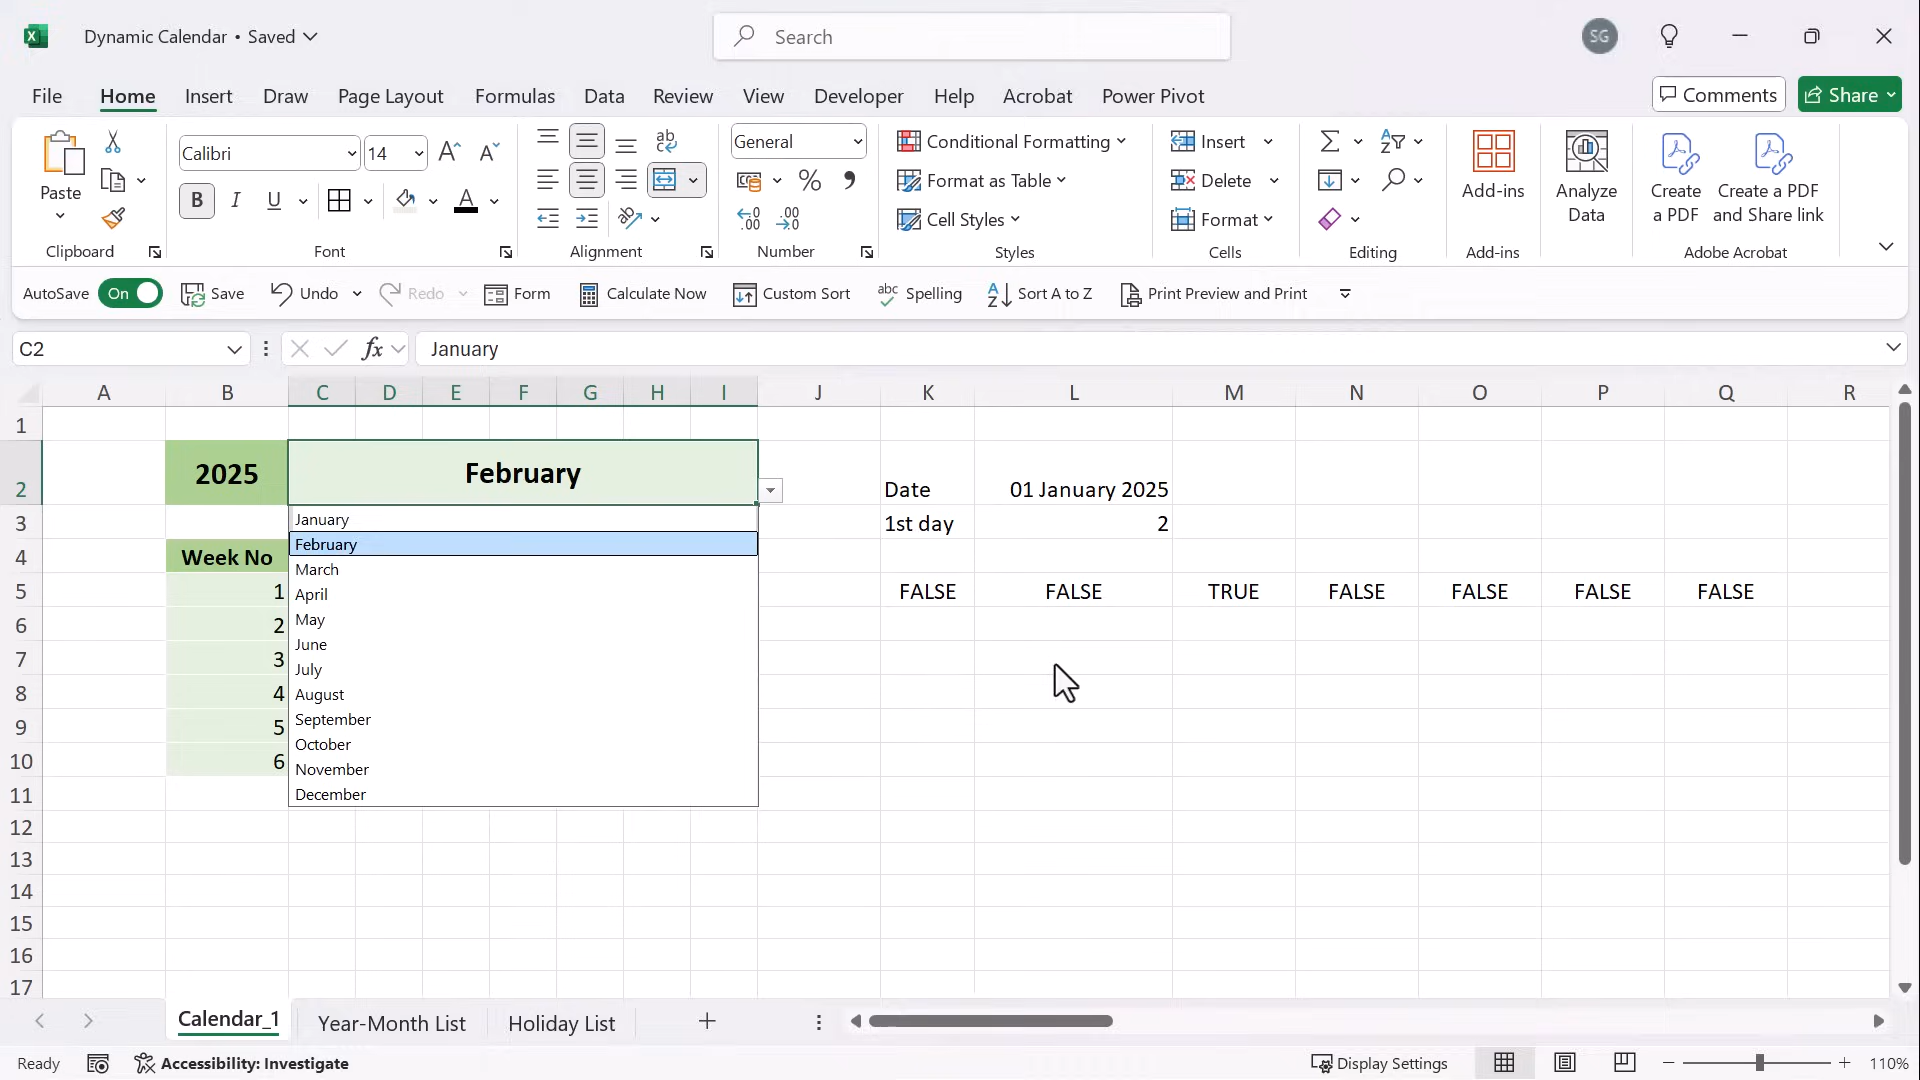 Dynamic Calendar • Saved
Search
SG
File Home Insert Draw Page Layout Formulas Data Review View Developer Help Acrobat Power Pivot
Comments Share
Paste
Calibri 14
B I U
ab
General
Conditional Formatting
Format as Table
Cell Styles
Insert
Delete
Format
Add-ins
Analyze Data
Create a PDF
Create a PDF and Share link
Clipboard Font Alignment Number Styles Cells Editing Add-ins Adobe Acrobat
AutoSave On Save Undo Redo Form Calculate Now Custom Sort Spelling Sort A to Z Print Preview and Print
C2 fx January
A B C D E F G H I J K L M N O P Q R
1
2 2025 February Date 01 January 2025
3 January 1st day 2
February
4 Week No March
5 1 April FALSE FALSE TRUE FALSE FALSE FALSE FALSE
6 2 May
June
7 3 July
8 4 August
9 5 September
October
10 6 November
11 December
12
13
14
15
16
17
Calendar_1 Year-Month List Holiday List
Ready Accessibility: Investigate Display Settings 110%